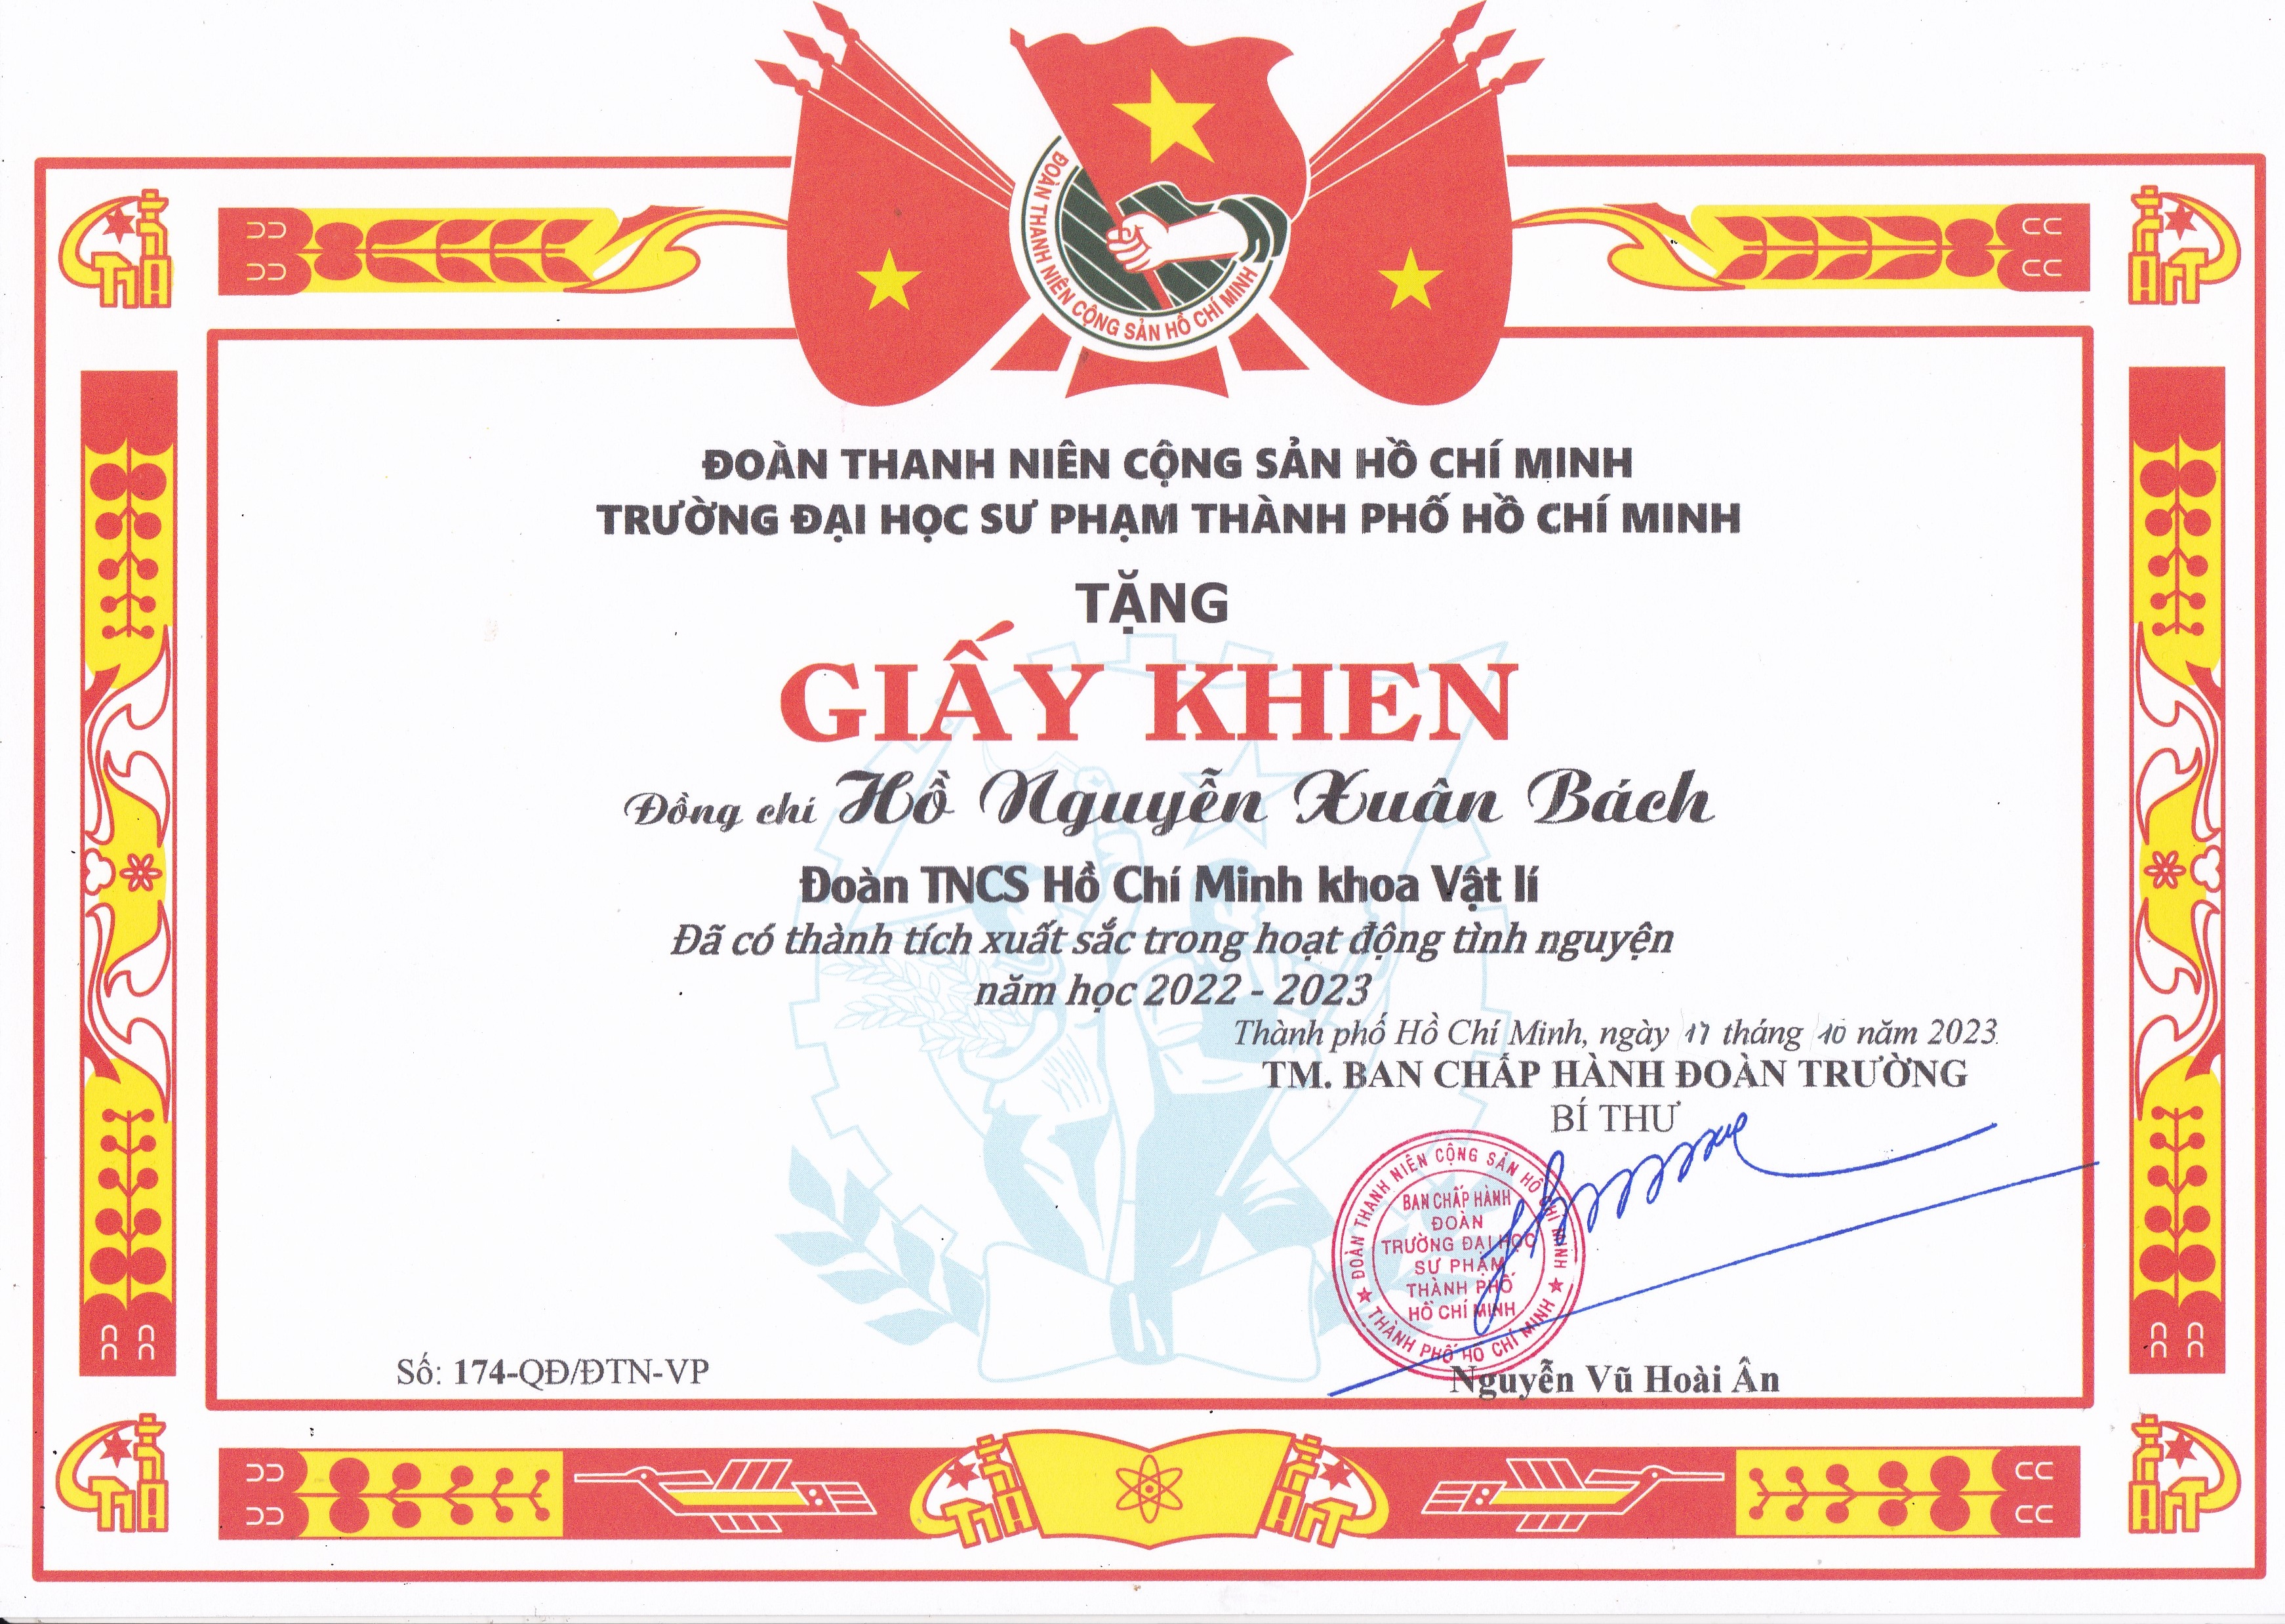 ĐOÀN THANH NIÊN CỘNG SẢN HỒ CHÍ MINH
ĐOÀN THANH NIÊN CỘNG SẢN HỒ CHÍ MINH
TRƯỜNG ĐẠI HỌC SƯ PHẠM THÀNH PHỐ HỒ CHÍ MINH
TẶNG
GIẤY KHEN
Đồng chí Hồ Nguyễn Xuân Bách
Đoàn TNCS Hồ Chí Minh khoa Vật lí
Đã có thành tích xuất sắc trong hoạt động tình nguyện
năm học 2022 - 2023
Thành phố Hồ Chí Minh, ngày 17 tháng 10 năm 2023
TM. BAN CHẤP HÀNH ĐOÀN TRƯỜNG
BÍ THƯ
ĐOÀN THANH NIÊN CỘNG SẢN HỒ CHÍ MINH
BAN CHẤP HÀNH
ĐOÀN
TRƯỜNG ĐẠI HỌC
SƯ PHẠM
THÀNH PHỐ
HỒ CHÍ MINH
THÀNH PHỐ HỒ CHÍ MINH
Số: 174-QĐ/ĐTN-VP
Nguyễn Vũ Hoài Ân